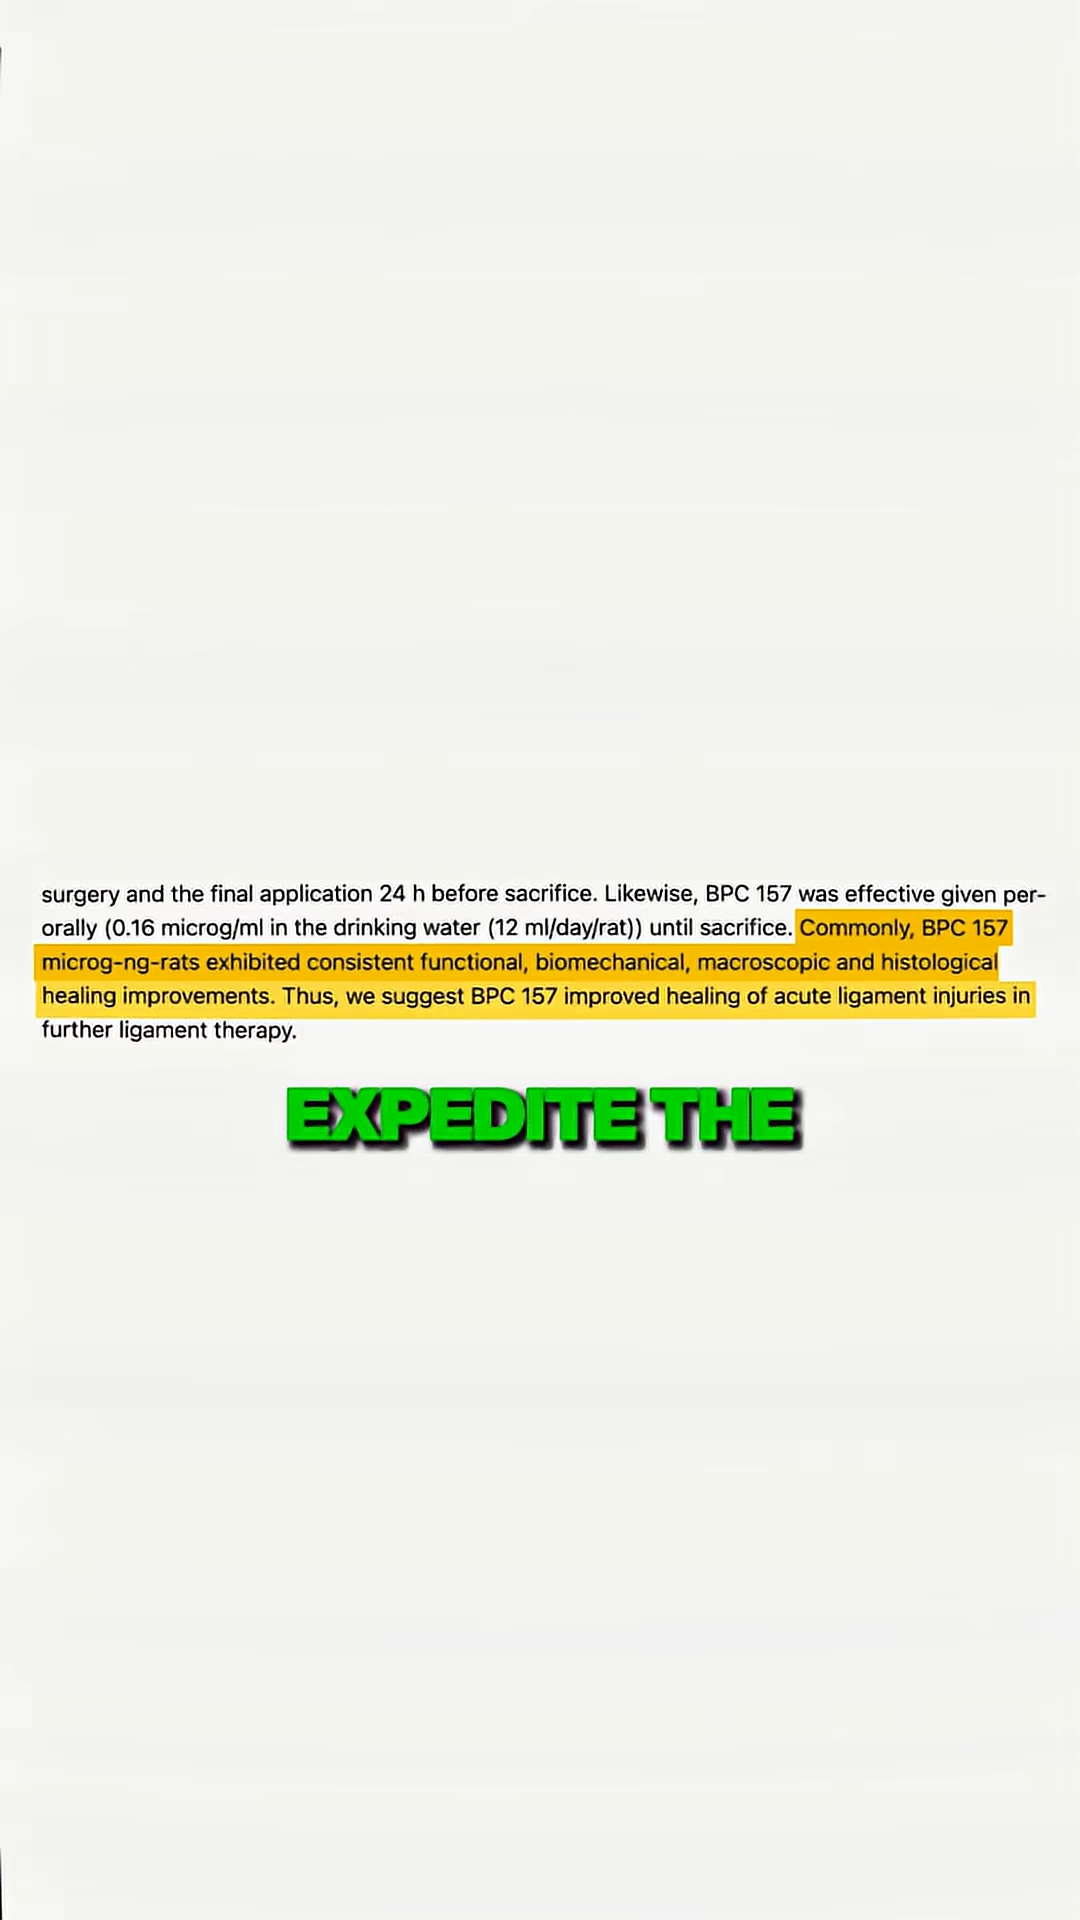 surgery and the final application 24 h before sacrifice. Likewise, BPC 157 was effective given per-
orally (0.16 microg/ml in the drinking water (12 ml/day/rat)) until sacrifice. Commonly, BPC 157
microg-ng-rats exhibited consistent functional, biomechanical, macroscopic and histological
healing improvements. Thus, we suggest BPC 157 improved healing of acute ligament injuries in
further ligament therapy.
EXPEDITE THE